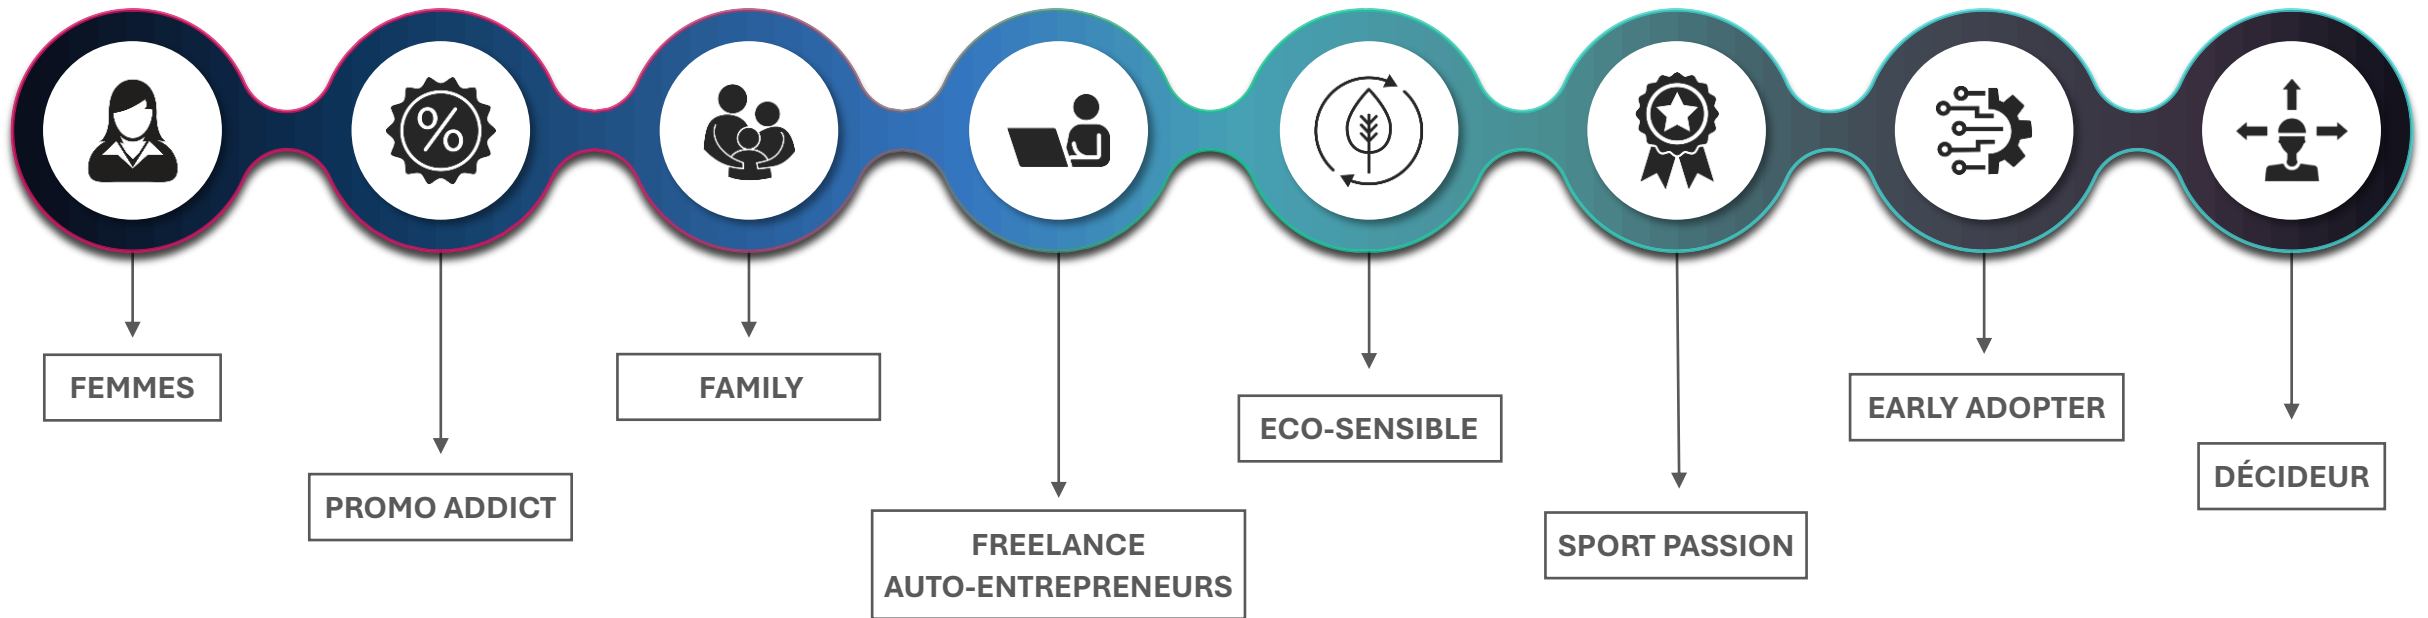 FEMMES
PROMO ADDICT
FAMILY
FREELANCE
AUTO-ENTREPRENEURS
ECO-SENSIBLE
SPORT PASSION
EARLY ADOPTER
DÉCIDEUR